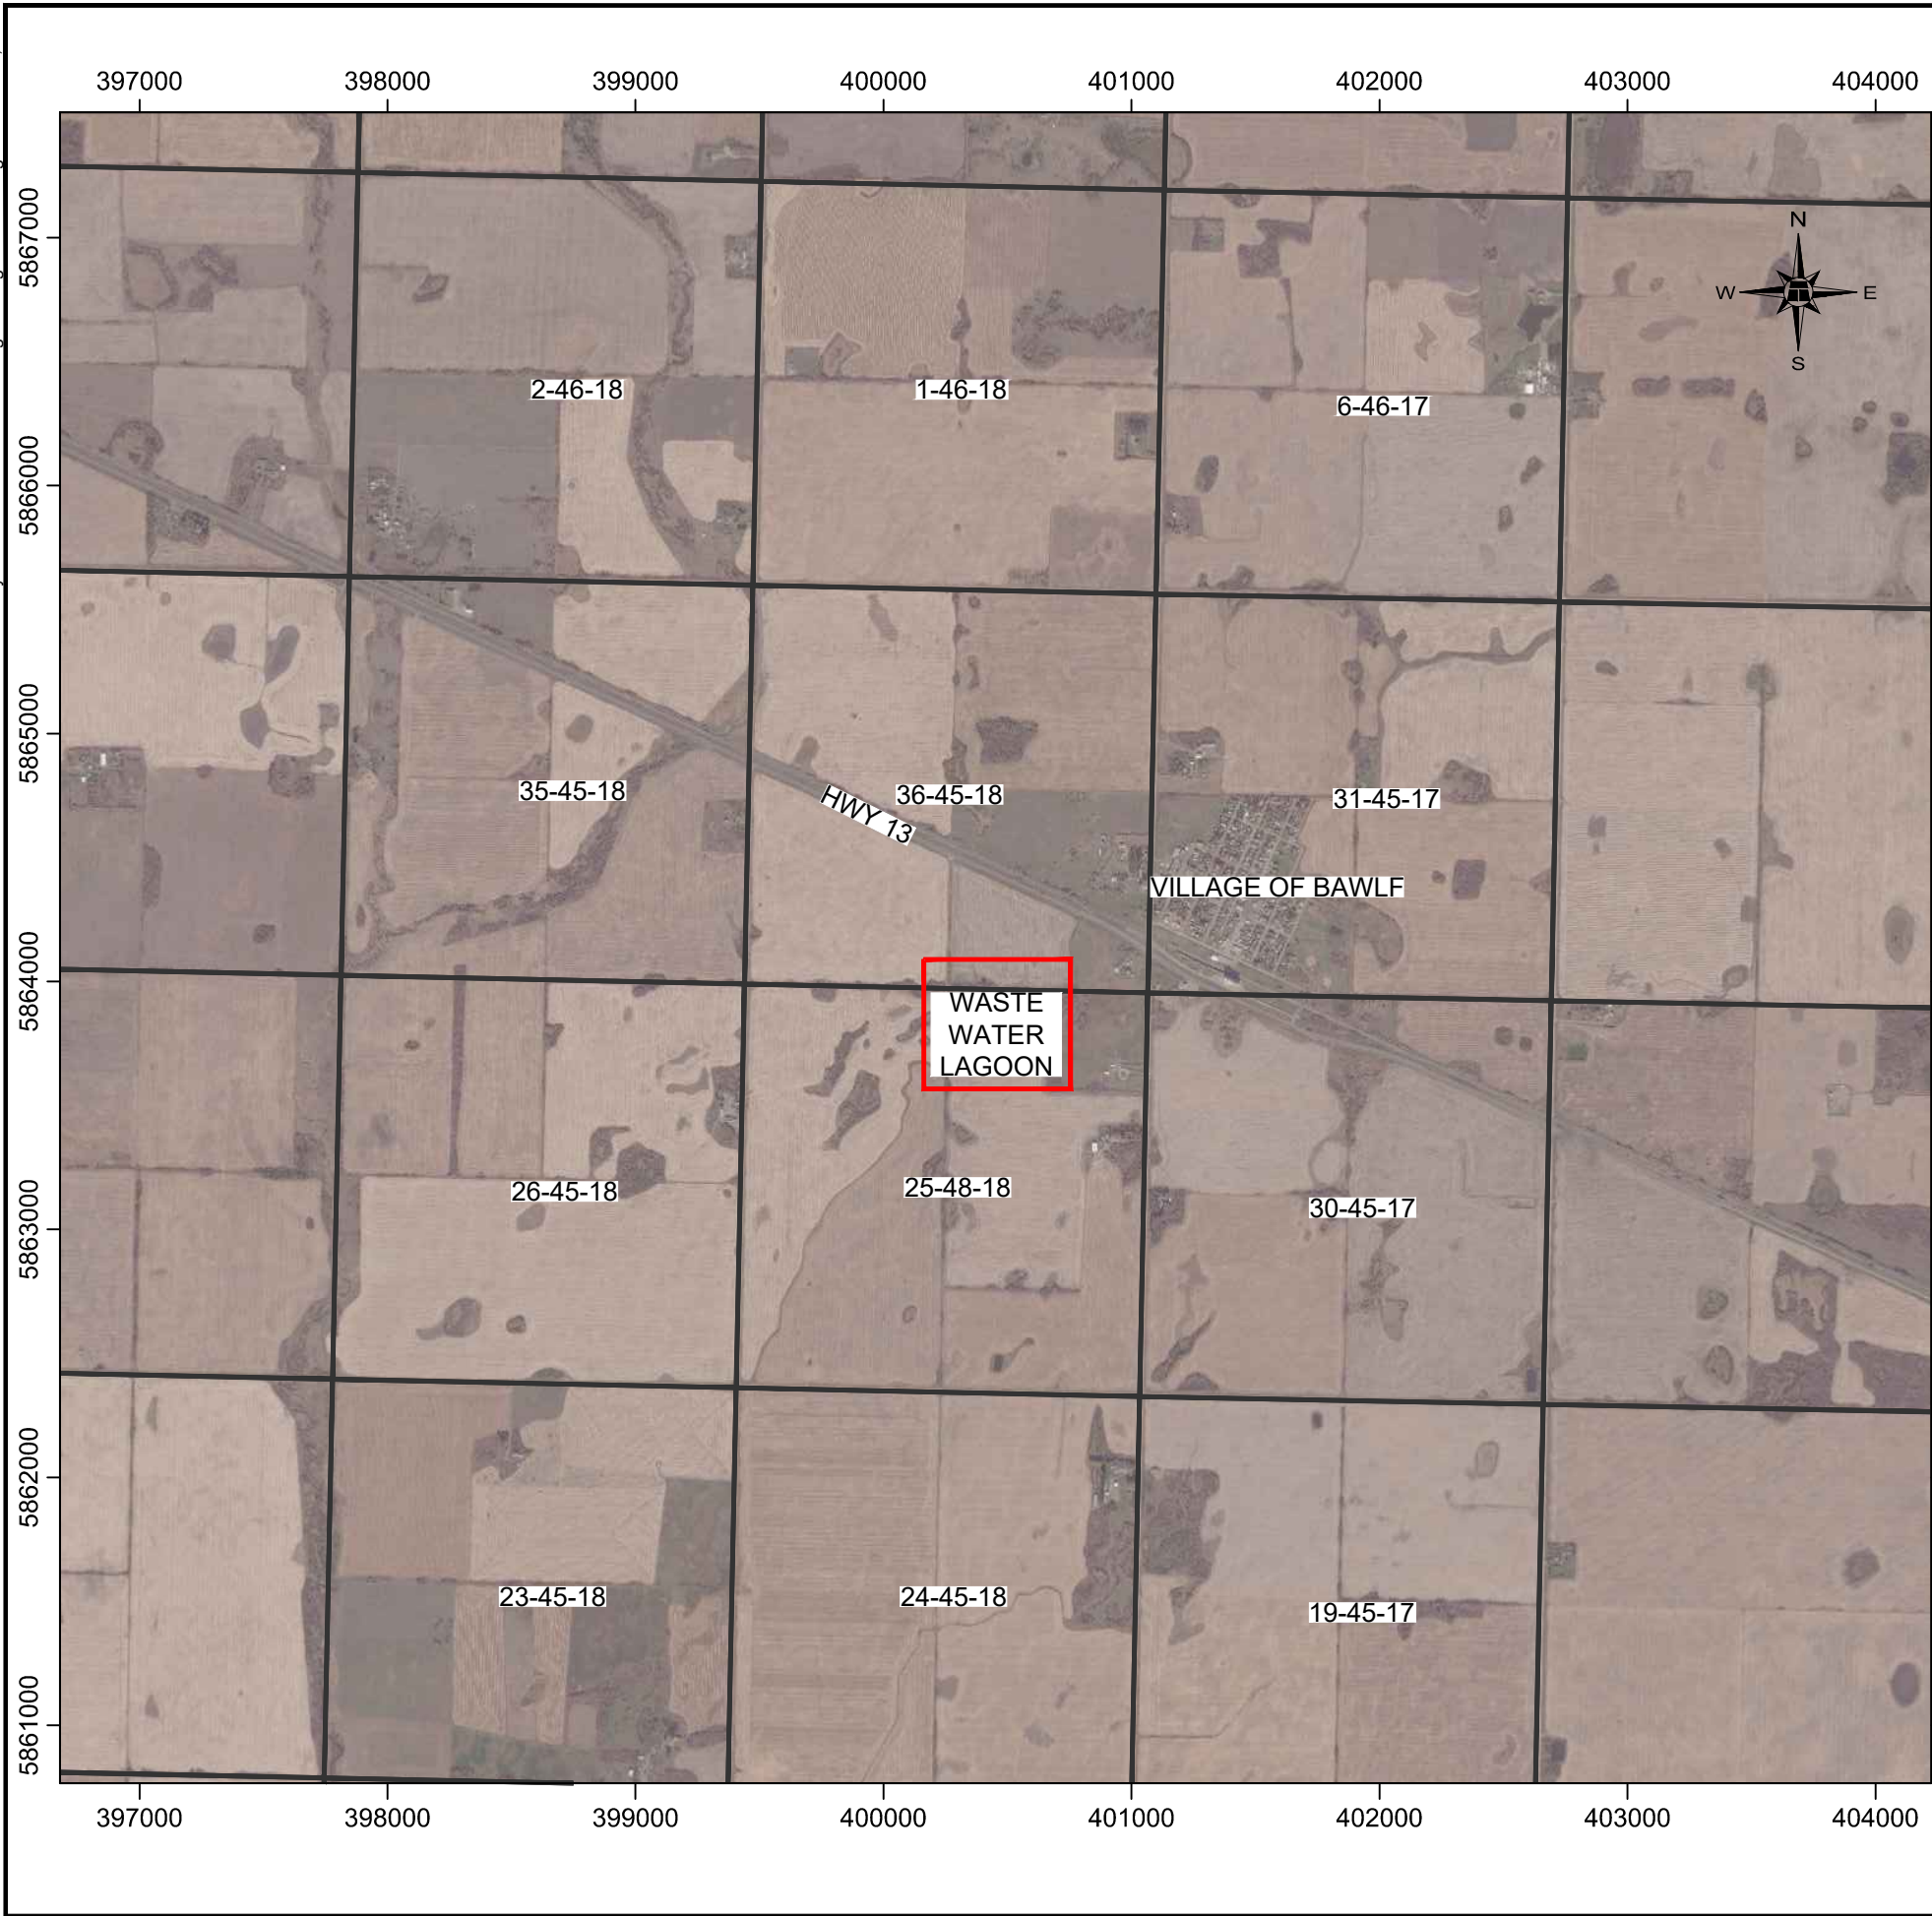 397000 398000 399000 400000 401000 402000 403000 404000
5867000
N
W E
S
2-46-18 1-46-18 6-46-17
5866000
5865000
35-45-18 36-45-18 31-45-17
HWY 13
VILLAGE OF BAWLF
5864000
WASTE
WATER
LAGOON
26-45-18 25-48-18 30-45-17
5863000
5862000
23-45-18 24-45-18 19-45-17
5861000
397000 398000 399000 400000 401000 402000 403000 404000